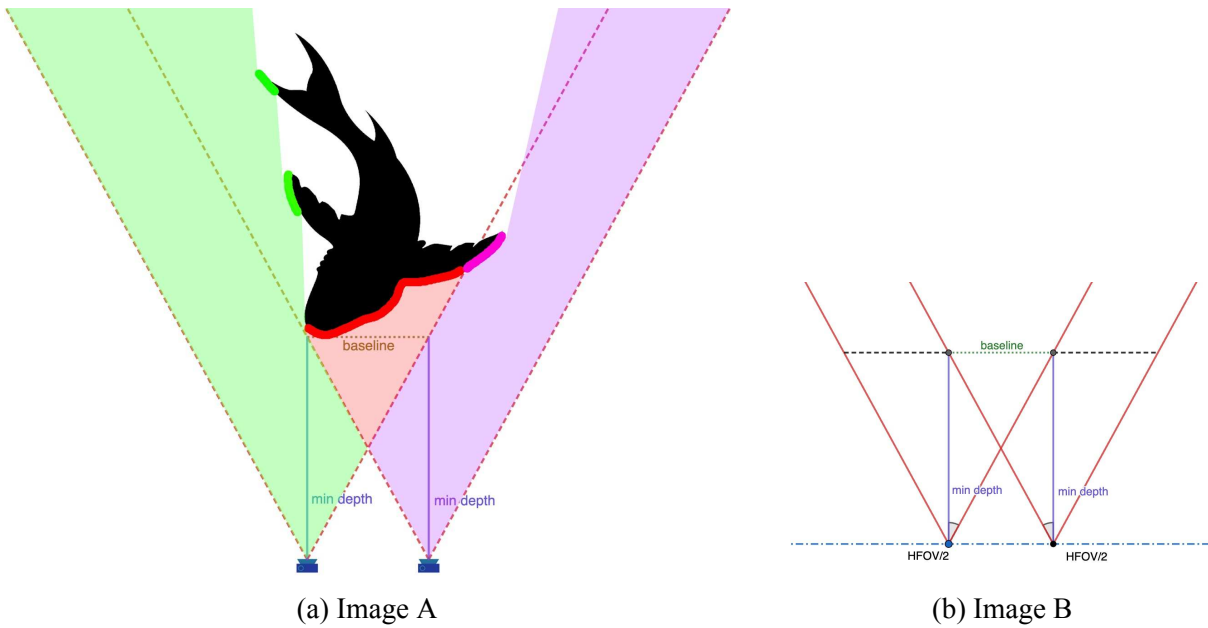 baseline
min depth
min depth
(a) Image A
baseline
min depth
min depth
HFOV/2
HFOV/2
(b) Image B